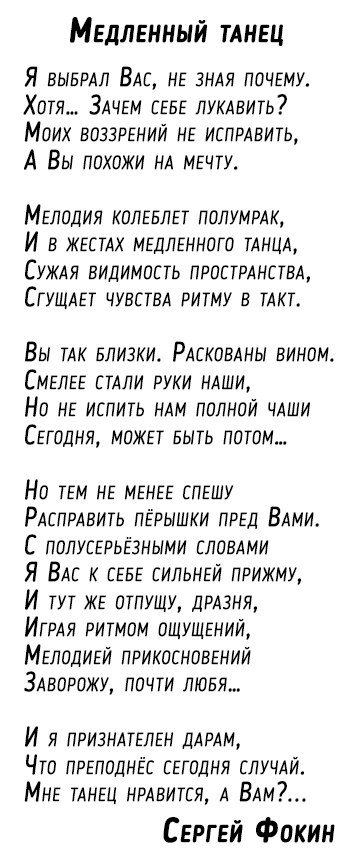 Медленный танец
Я выбрал Вас, не зная почему.
Хотя... Зачем себе лукавить?
Моих воззрений не исправить,
А Вы похожи на мечту.
Мелодия колеблет полумрак,
И в жестах медленного танца,
Сужая видимость пространства,
Сгущает чувства ритму в такт.
Вы так близки. Раскованы вином.
Смелее стали руки наши,
Но не испить нам полной чаши
Сегодня, может быть потом...
Но тем не менее спешу
Расправить пёрышки пред Вами.
С полусерьёзными словами
Я Вас к себе сильней прижму,
И тут же отпущу, дразня,
Играя ритмом ощущений,
Мелодией прикосновений
Заворожу, почти любя...
И я признателен дарам,
Что преподнёс сегодня случай.
Мне танец нравится, а Вам?...
Сергей Фокин